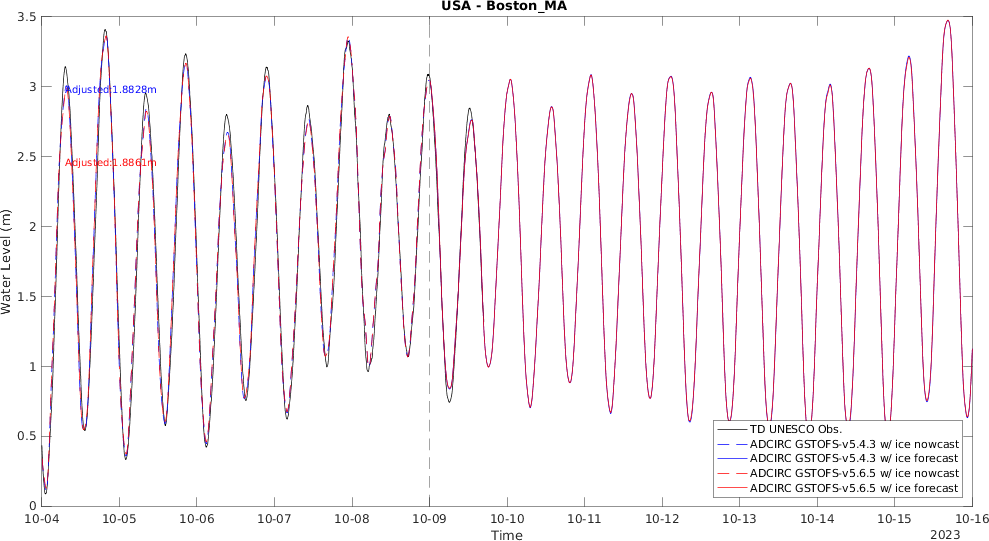 USA - Boston_MA
3.5
3
2.5
2
1.5
1
0.5
0
Water Level (m)
Adjusted:1.8828m
Adjusted:1.8861m
TD UNESCO Obs.
ADCIRC GSTOFS-v5.4.3 w/ ice nowcast
ADCIRC GSTOFS-v5.4.3 w/ ice forecast
ADCIRC GSTOFS-v5.6.5 w/ ice nowcast
ADCIRC GSTOFS-v5.6.5 w/ ice forecast
10-04 10-05 10-06 10-07 10-08 10-09 10-10 10-11 10-12 10-13 10-14 10-15 10-16
Time
2023